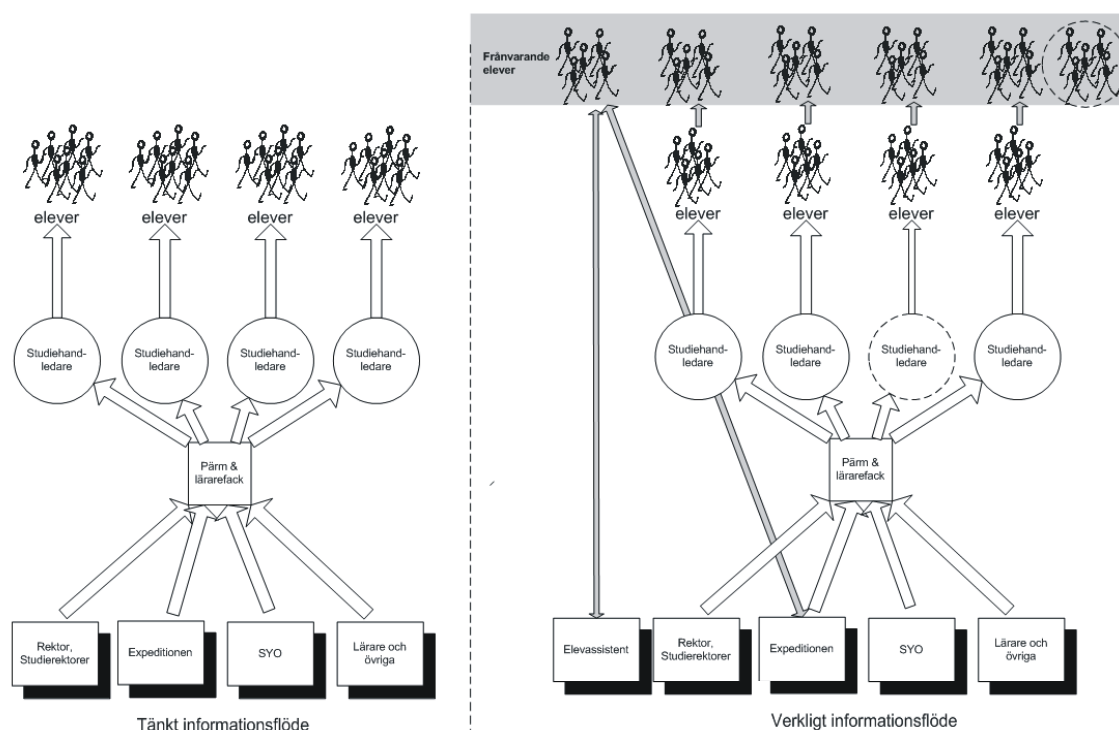 elever
elever
elever
elever
Studiehand-
ledare
Studiehand-
ledare
Studiehand-
ledare
Studiehand-
ledare
Pärm &
lärarefack
Rektor,
Studierektorer
Expeditionen
SYO
Lärare och
övriga
Tänkt informationsflöde
Frånvarande
elever
elever
elever
elever
elever
Studiehand-
ledare
Studiehand-
ledare
Studiehand-
ledare
Studiehand-
ledare
Pärm &
lärarefack
Elevassistent
Rektor,
Studierektorer
Expeditionen
SYO
Lärare och
övriga
Verkligt informationsflöde